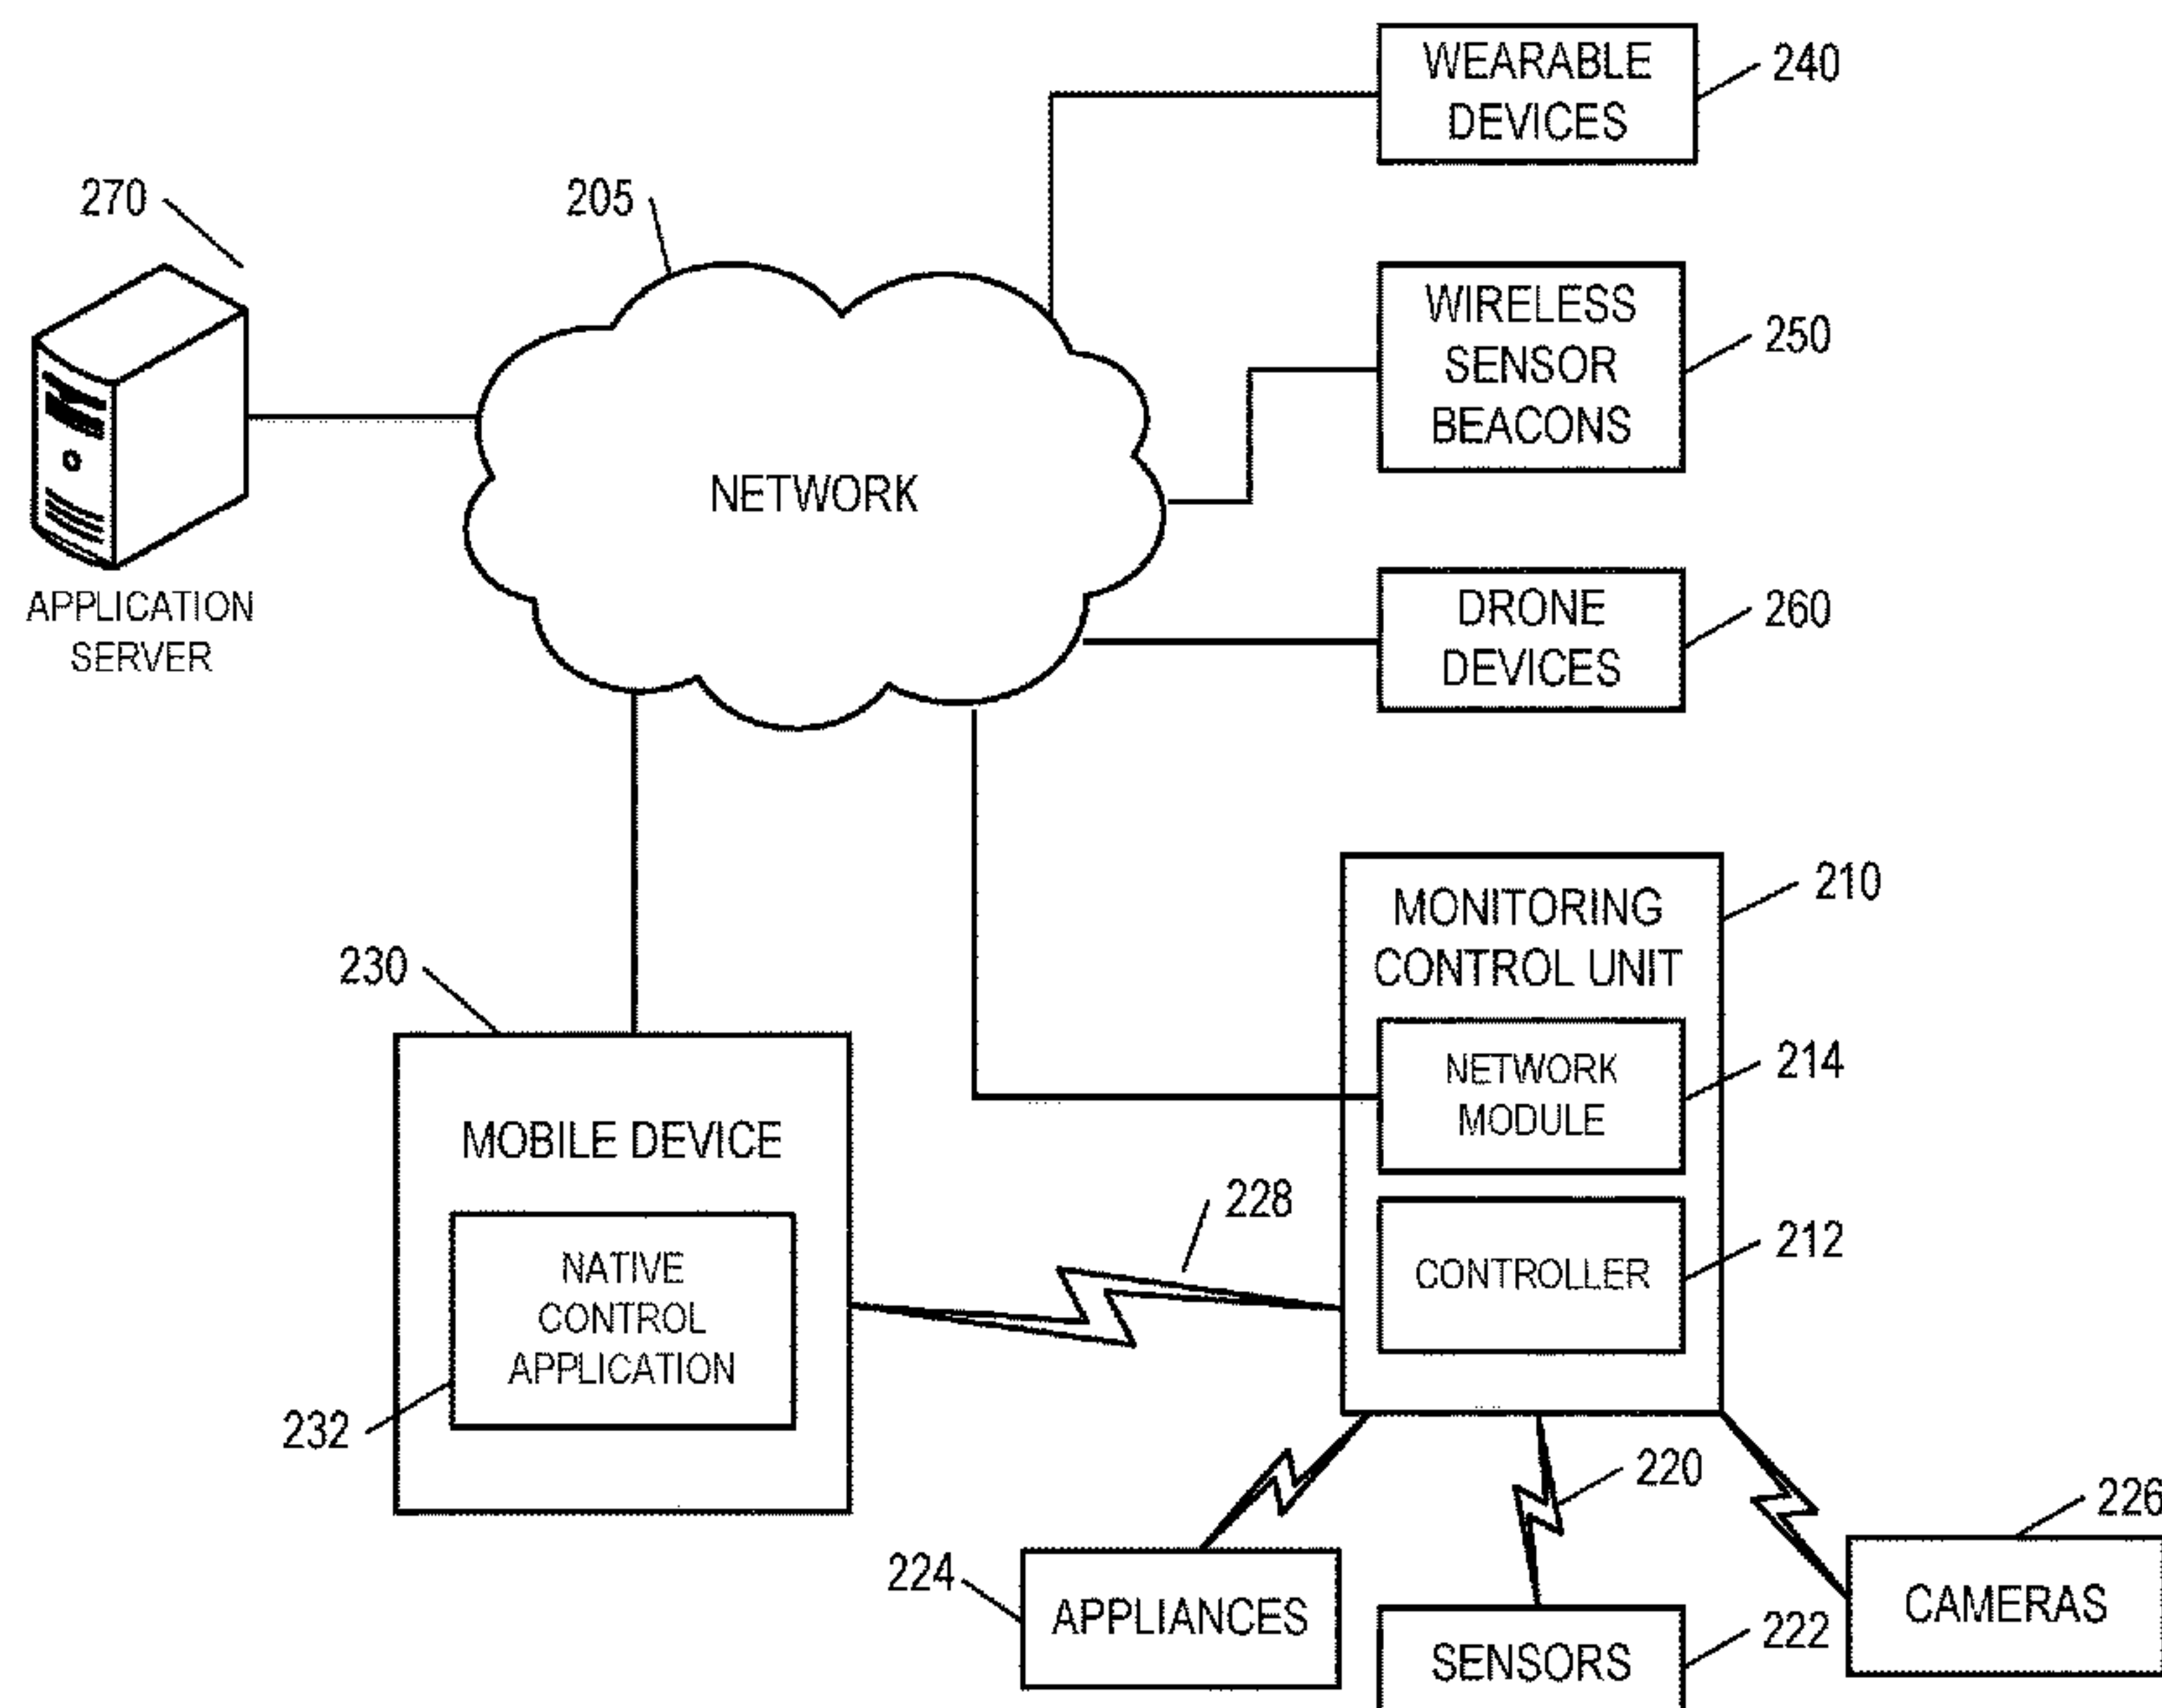 WEARABLE
DEVICES
240
270
205
WIRELESS
SENSOR
BEACONS
250
NETWORK
APPLICATION
SERVER
DRONE
DEVICES
260
MONITORING
CONTROL UNIT
210
230
NETWORK
MODULE
214
MOBILE DEVICE
228
CONTROLLER
212
NATIVE
CONTROL
APPLICATION
232
220
226
224
APPLIANCES
CAMERAS
SENSORS
222